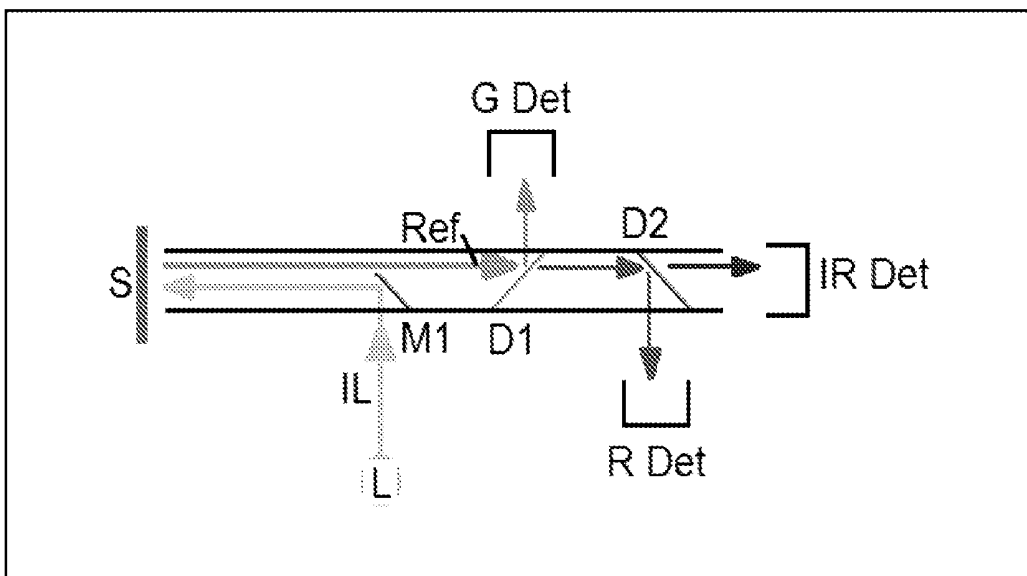 G Det
Ref
D2
S
IR Det
M1
D1
IL
R Det
L